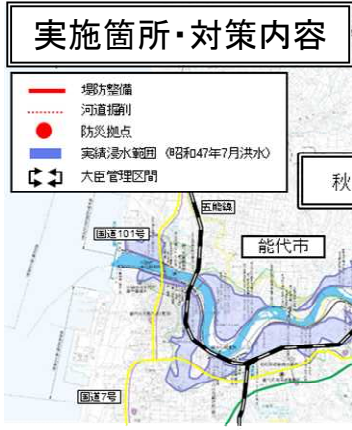 実施箇所・対策内容
堤防整備
河道掘削
防災拠点
実績浸水範囲（昭和47年7月洪水）
大臣管理区間
秋
五能線
国道101号
能代市
国道7号